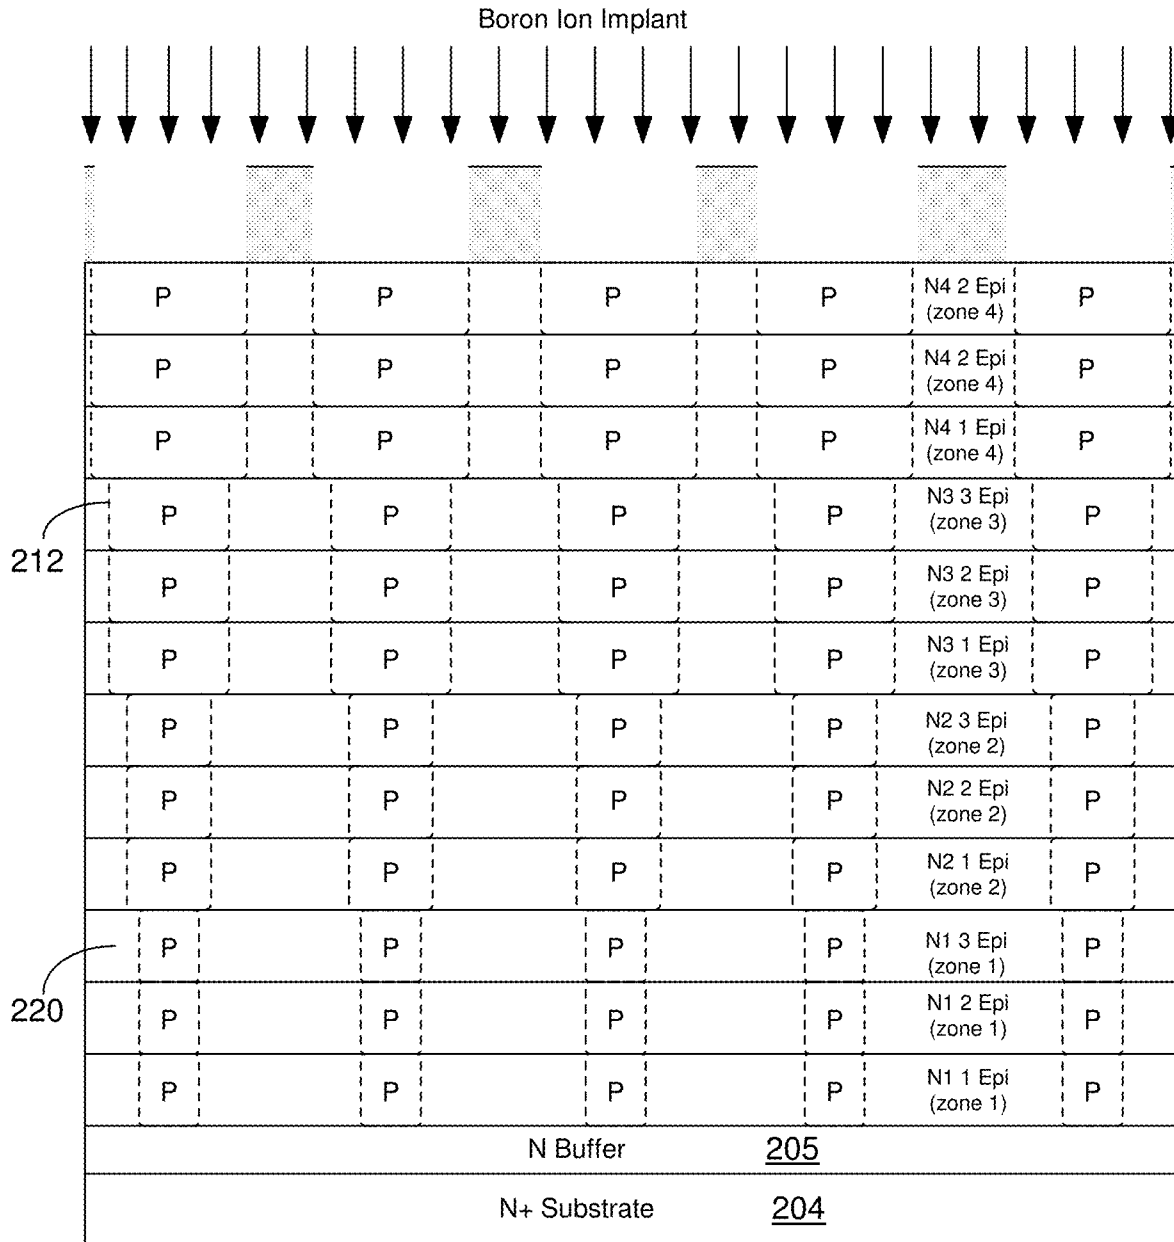 Boron Ion Implant
P P P P N4 2 Epi P
(zone 4)
P P P P N4 2 Epi P
(zone 4)
P P P P N4 1 Epi P
(zone 4)
P P P P N3 3 Epi P
(zone 3)
212
P P P P N3 2 Epi P
(zone 3)
P P P P N3 1 Epi P
(zone 3)
P P P P N2 3 Epi P
(zone 2)
P P P P N2 2 Epi P
(zone 2)
P P P P N2 1 Epi P
(zone 2)
P P P P N1 3 Epi P
(zone 1)
220
P P P P N1 2 Epi P
(zone 1)
P P P P N1 1 Epi P
(zone 1)
N Buffer 205
N+ Substrate 204